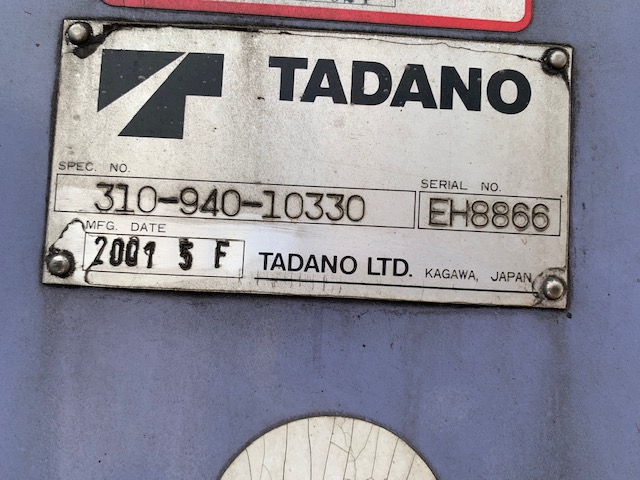 TADANO
SPEC. NO.
310-940-10330
SERIAL NO.
EH8866
MFG. DATE
2001 5 F
TADANO LTD. KAGAWA, JAPAN